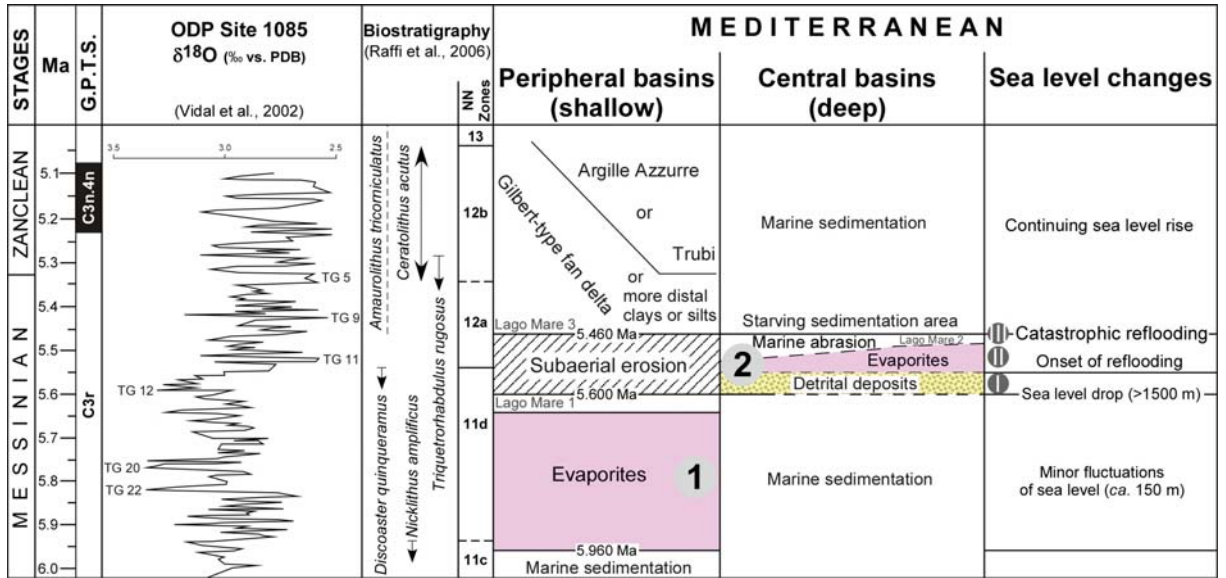 STAGES
Ma
G.P.T.S.
ODP Site 1085
δ18O (‰ vs. PDB)
(Vidal et al., 2002)
Biostratigraphy
(Raffi et al., 2006)
NN
Zones
MEDITERRANEAN
Peripheral basins
(shallow)
Central basins
(deep)
Sea level changes
ZANCLEAN
MESSINIAN
5.1
5.2
5.3
5.4
5.5
5.6
5.7
5.8
5.9
6.0
C3n.4n
C3r
3.5
3.0
2.5
TG 5
TG 9
TG 11
TG 12
TG 20
TG 22
Amaurolithus tricorniculatus
Ceratolithus acutus
Discoaster quinqueramus
Nicklithus amplificus
Triquetrorhabdulus rugosus
13
12b
12a
11d
11c
Argille Azzurre
or
Trubi
Gilbert-type fan delta
or
more distal
clays or silts
Lago Mare 3
5.460 Ma
Subaerial erosion
5.600 Ma
Lago Mare 1
Evaporites
1
5.960 Ma
Marine sedimentation
Marine sedimentation
Starving sedimentation area
Marine abrasion
Lago Mare 2
2
Evaporites
Detrital deposits
Marine sedimentation
Continuing sea level rise
III Catastrophic reflooding
II Onset of reflooding
I Sea level drop (>1500 m)
Minor fluctuations
of sea level (ca. 150 m)